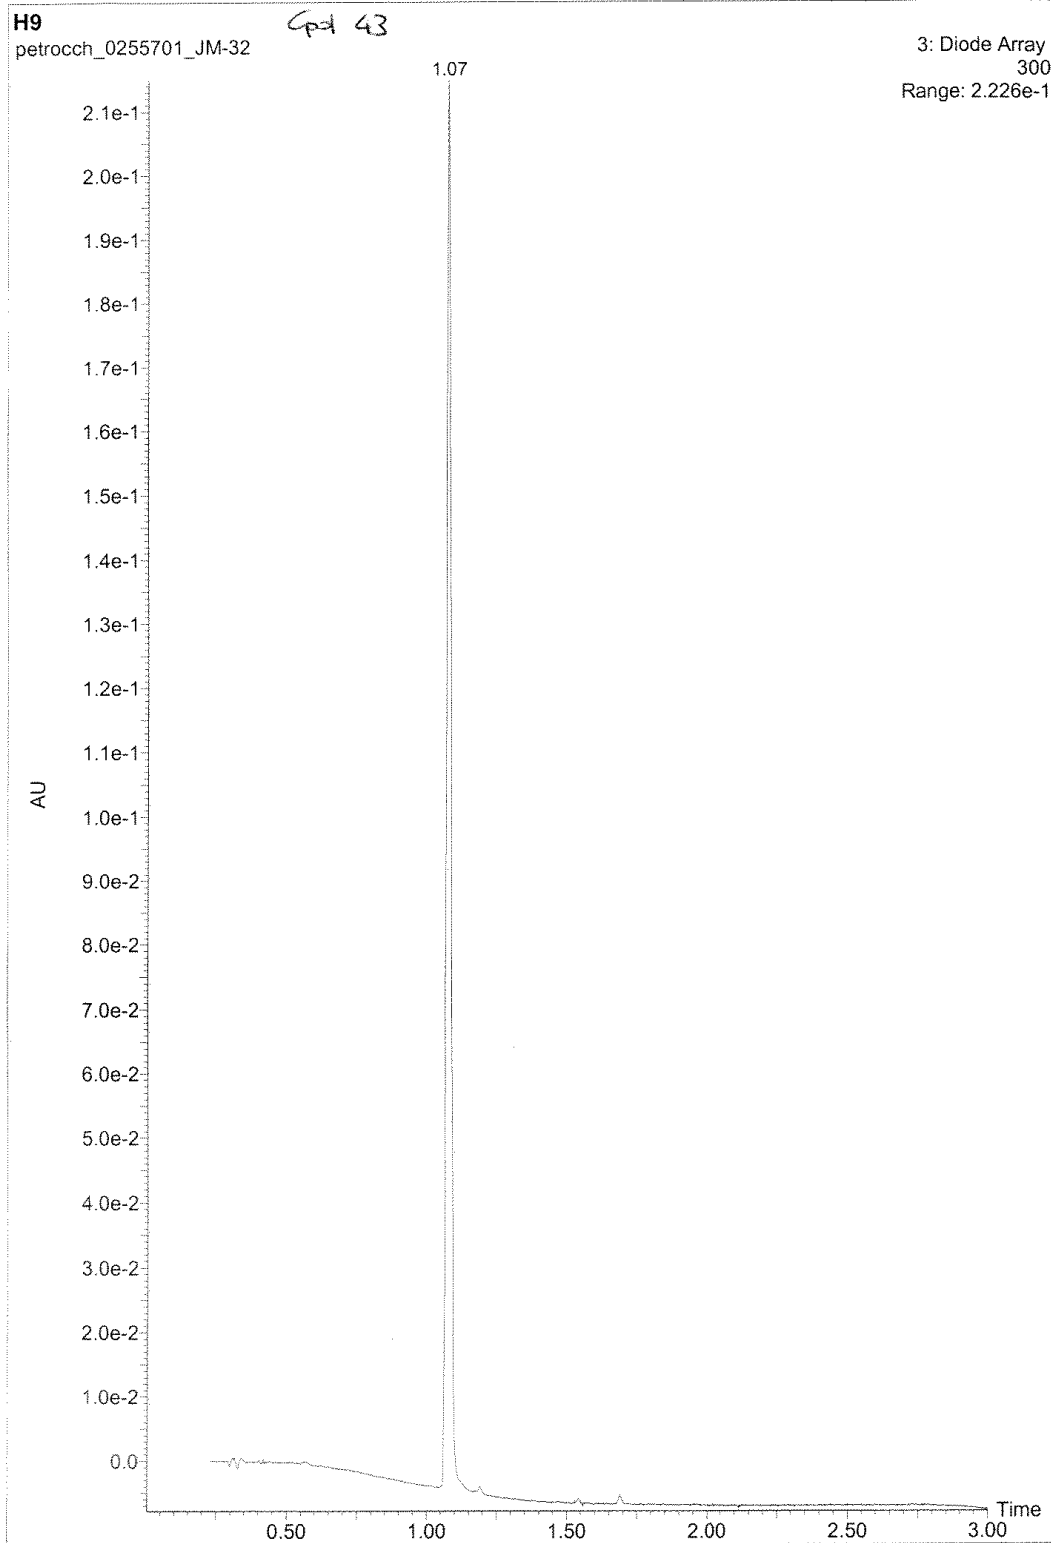 H9
Cpd 43
petrocch_0255701_JM-32
3: Diode Array
300
Range: 2.226e-1
1.07
2.1e-1
2.0e-1
1.9e-1
1.8e-1
1.7e-1
1.6e-1
1.5e-1
1.4e-1
1.3e-1
1.2e-1
1.1e-1
AU
1.0e-1
9.0e-2
8.0e-2
7.0e-2
6.0e-2
5.0e-2
4.0e-2
3.0e-2
2.0e-2
1.0e-2
0.0
Time
0.50 1.00 1.50 2.00 2.50 3.00